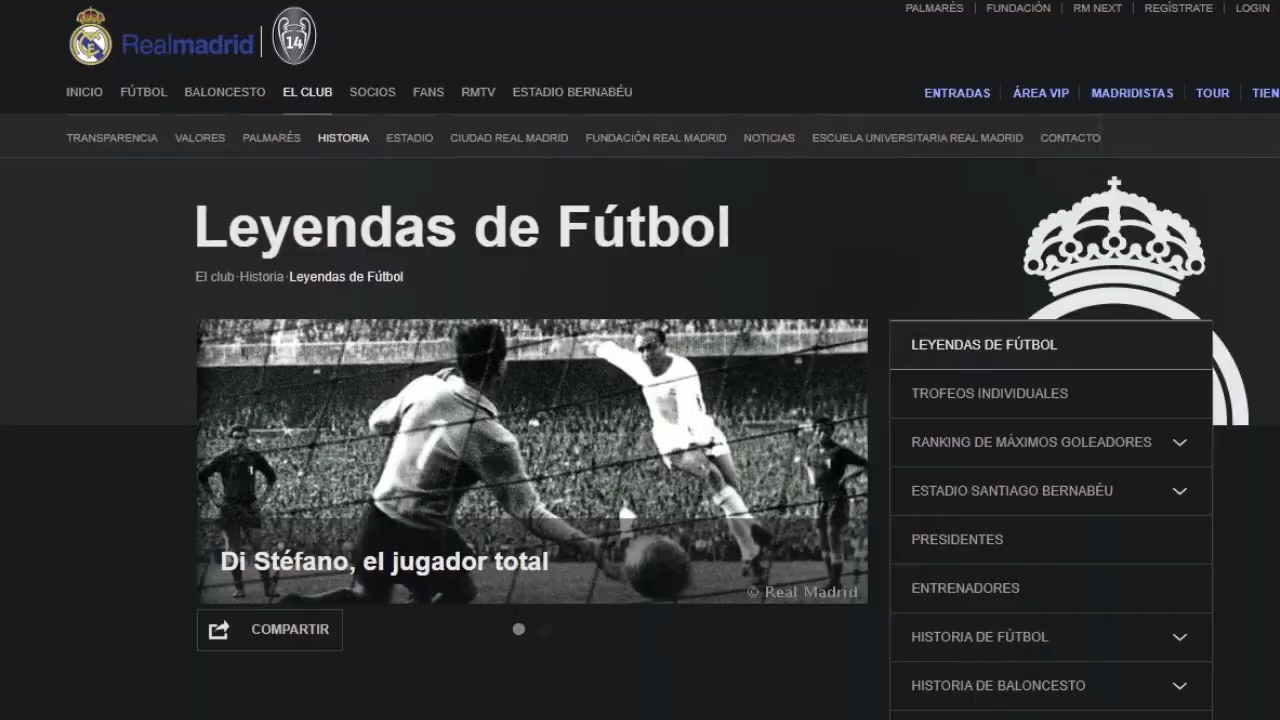 PALMARÈS FUNDACIÓN RM NEXT REGÍSTRATE LOGIN
Realmadrid 14
INICIO FÚTBOL BALONCESTO EL CLUB SOCIOS FANS RMTV ESTADIO BERNABÉU ENTRADAS ÁREA VIP MADRIDISTAS TOUR TIEN
TRANSPARENCIA VALORES PALMARÉS HISTORIA ESTADIO CIUDAD REAL MADRID FUNDACIÓN REAL MADRID NOTICIAS ESCUELA UNIVERSITARIA REAL MADRID CONTACTO
Leyendas de Fútbol
El club · Historia · Leyendas de Fútbol
LEYENDAS DE FÚTBOL
TROFEOS INDIVIDUALES
RANKING DE MÁXIMOS GOLEADORES
ESTADIO SANTIAGO BERNABÉU
PRESIDENTES
ENTRENADORES
HISTORIA DE FÚTBOL
HISTORIA DE BALONCESTO
1
Di Stéfano, el jugador total
© Real Madrid
COMPARTIR